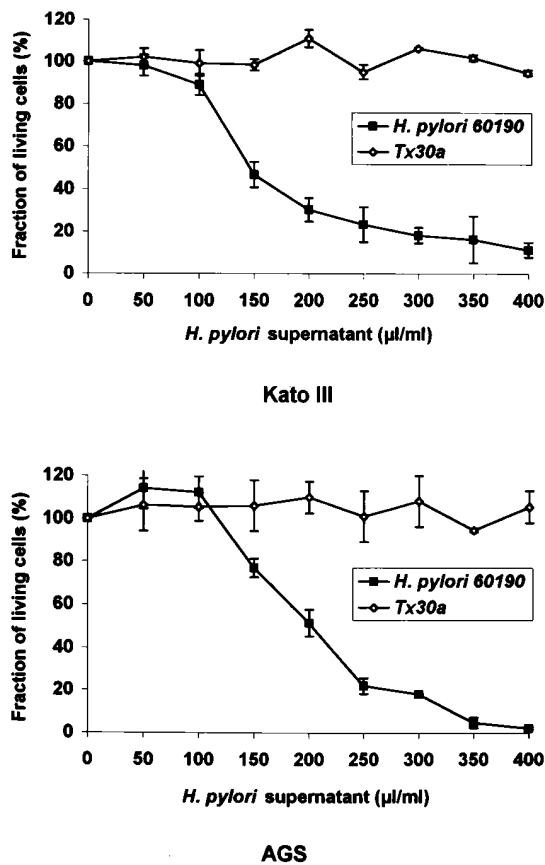 Fraction of living cells (%)
120
100
80
60
40
20
0
H. pylori 60190
Tx30a
0 50 100 150 200 250 300 350 400
H. pylori supernatant (µl/ml)
Kato III
Fraction of living cells (%)
120
100
80
60
40
20
0
H. pylori 60190
Tx30a
0 50 100 150 200 250 300 350 400
H. pylori supernatant (µl/ml)
AGS